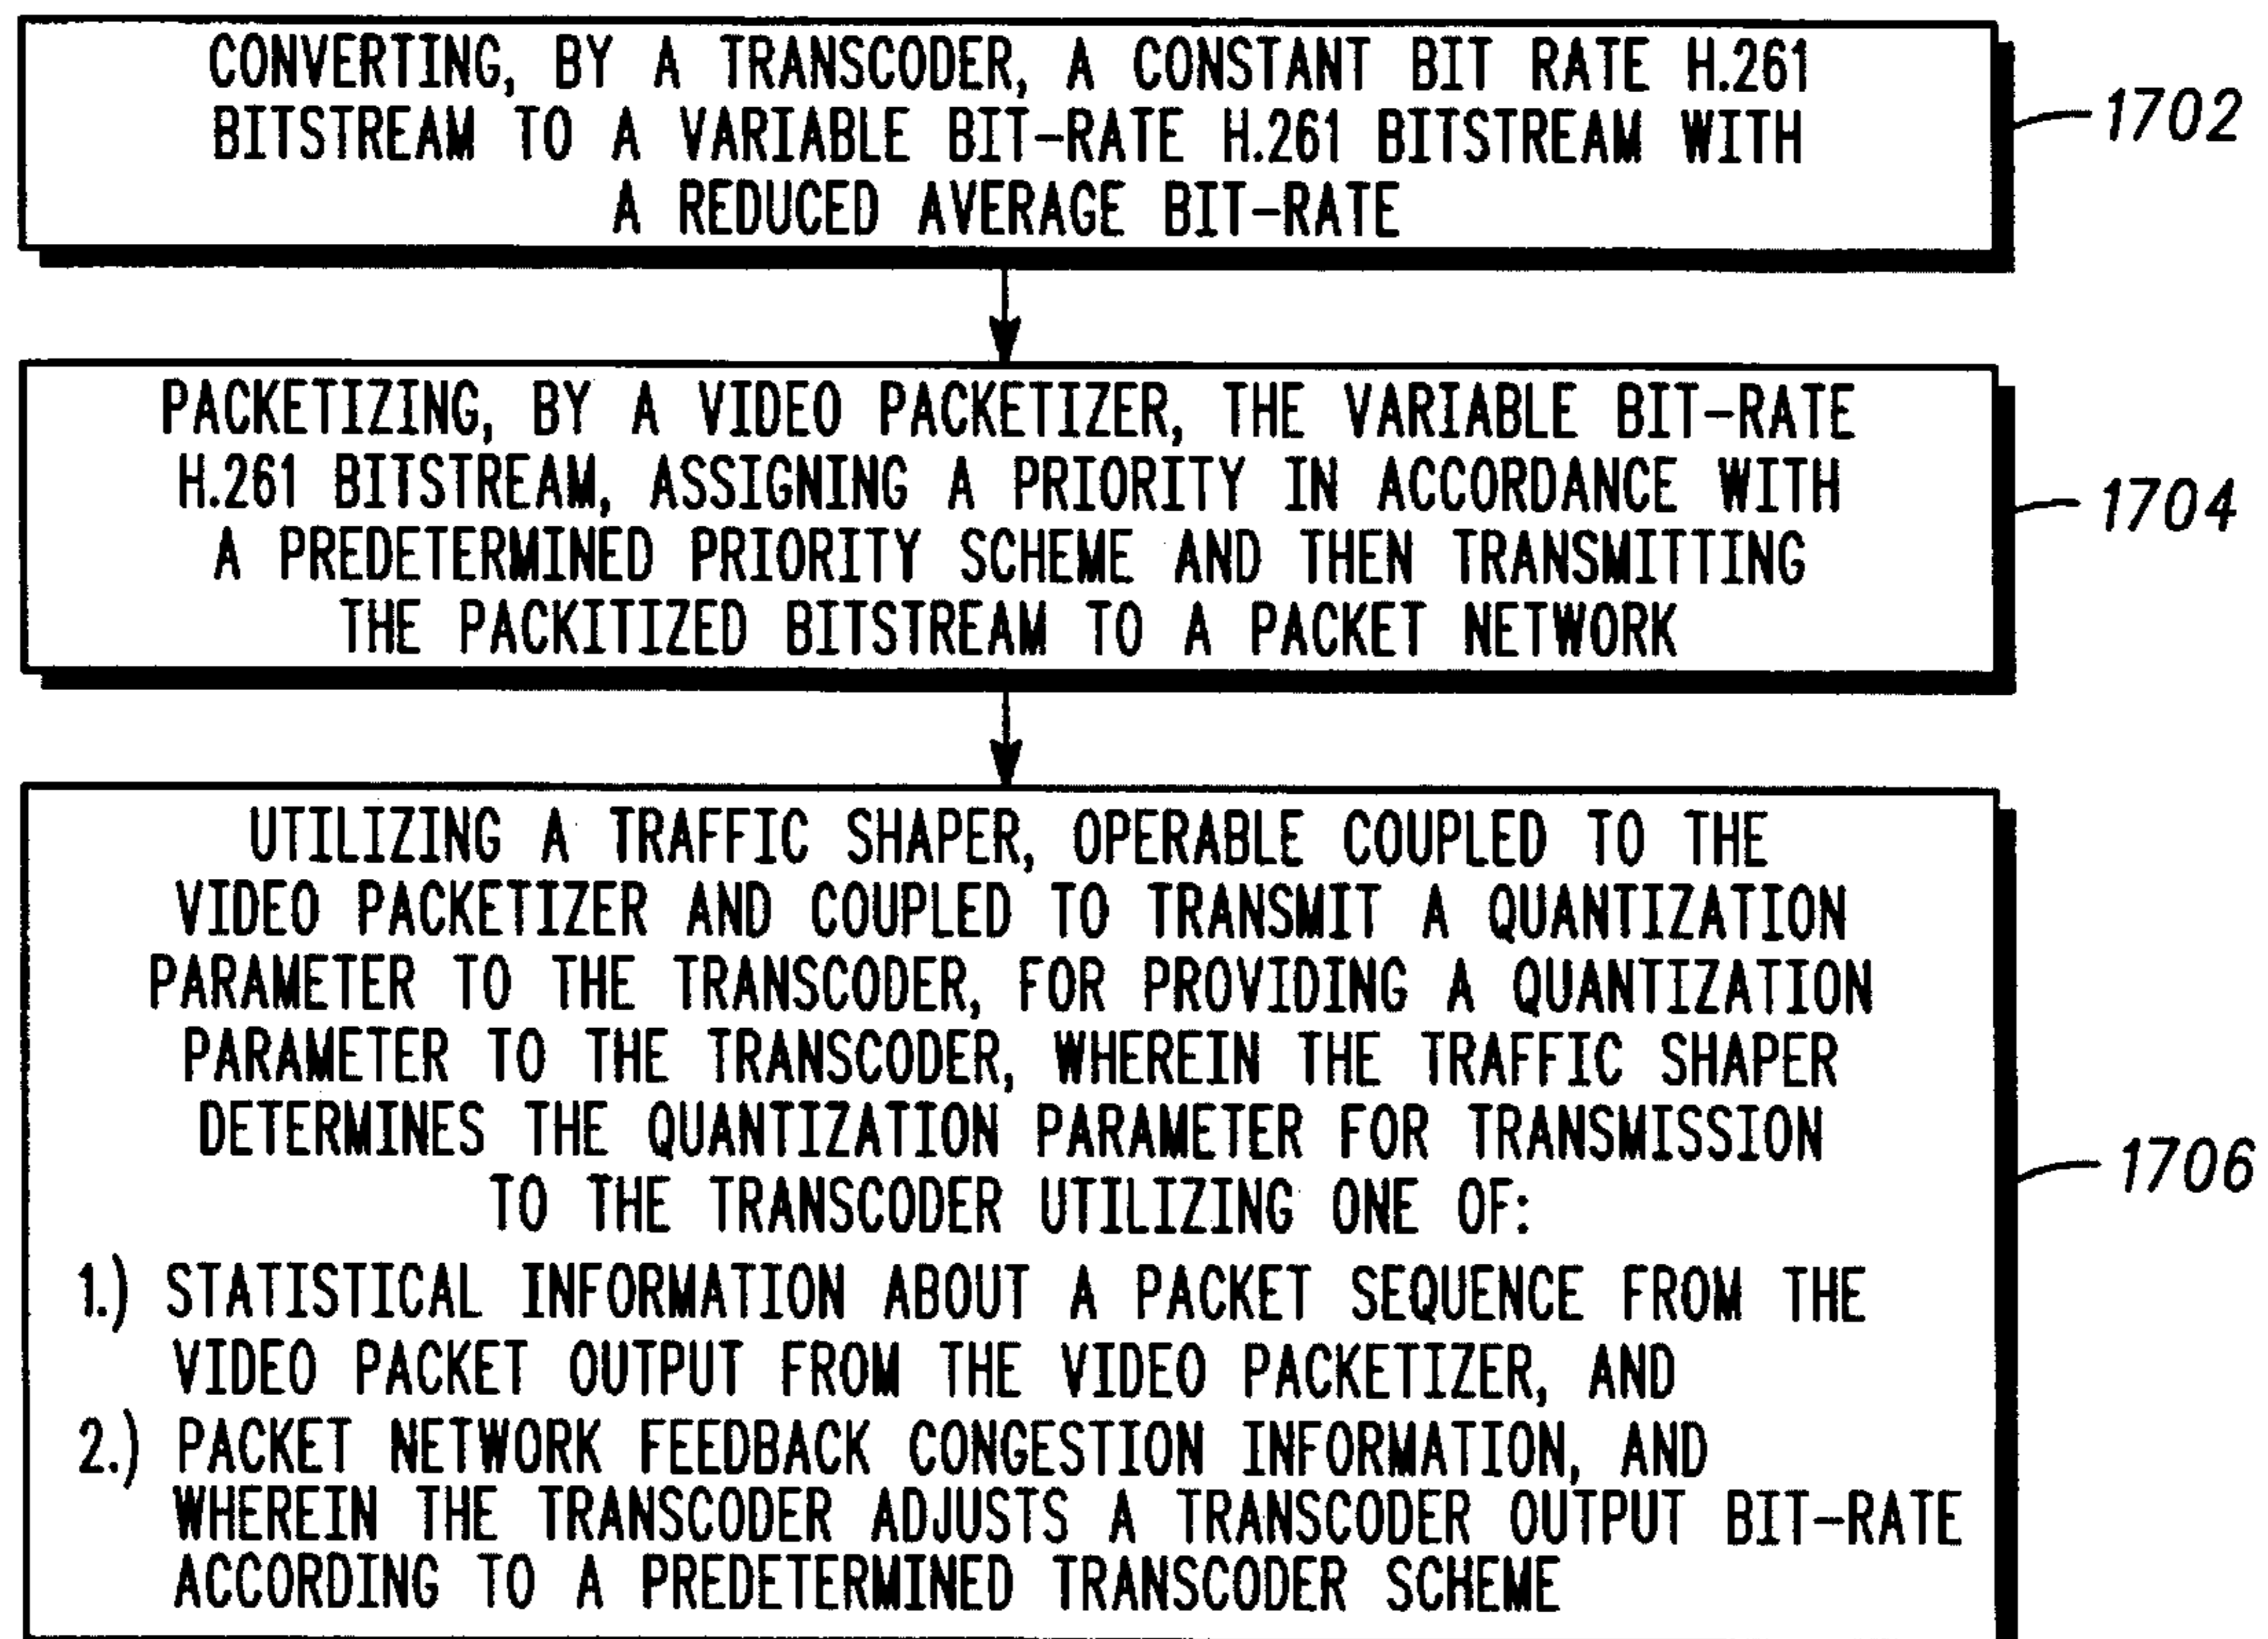 CONVERTING, BY A TRANSCODER, A CONSTANT BIT RATE H.261
BITSTREAM TO A VARIABLE BIT-RATE H.261 BITSTREAM WITH
A REDUCED AVERAGE BIT-RATE
1702
PACKETIZING, BY A VIDEO PACKETIZER, THE VARIABLE BIT-RATE
H.261 BITSTREAM, ASSIGNING A PRIORITY IN ACCORDANCE WITH
A PREDETERMINED PRIORITY SCHEME AND THEN TRANSMITTING
THE PACKITIZED BITSTREAM TO A PACKET NETWORK
1704
UTILIZING A TRAFFIC SHAPER, OPERABLE COUPLED TO THE
VIDEO PACKETIZER AND COUPLED TO TRANSMIT A QUANTIZATION
PARAMETER TO THE TRANSCODER, FOR PROVIDING A QUANTIZATION
PARAMETER TO THE TRANSCODER, WHEREIN THE TRAFFIC SHAPER
DETERMINES THE QUANTIZATION PARAMETER FOR TRANSMISSION
TO THE TRANSCODER UTILIZING ONE OF:
1.) STATISTICAL INFORMATION ABOUT A PACKET SEQUENCE FROM THE
VIDEO PACKET OUTPUT FROM THE VIDEO PACKETIZER, AND
2.) PACKET NETWORK FEEDBACK CONGESTION INFORMATION, AND
WHEREIN THE TRANSCODER ADJUSTS A TRANSCODER OUTPUT BIT-RATE
ACCORDING TO A PREDETERMINED TRANSCODER SCHEME
1706